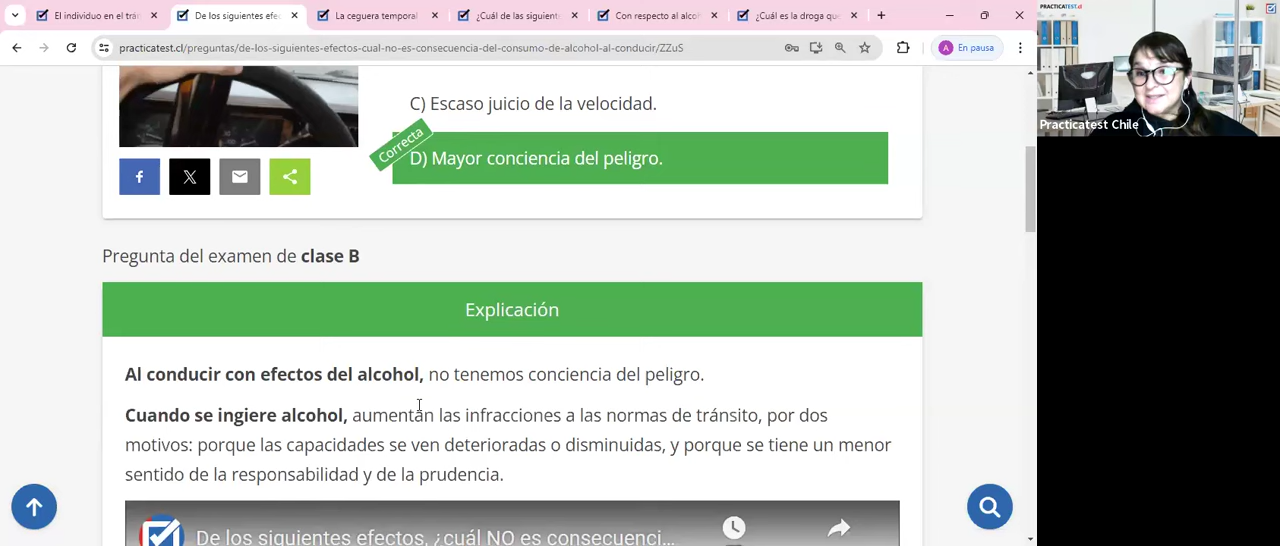 El individuo en el trá
De los siguientes efe
La ceguera temporal
¿Cuál de las siguient
Con respecto al alcoh
¿Cuál es la droga que
practicatest.cl/preguntas/de-los-siguientes-efectos-cual-no-es-consecuencia-del-consumo-de-alcohol-al-conducir/ZZuS
A En pausa
PRACTICATEST.cl
Practicatest Chile
C) Escaso juicio de la velocidad.
Correcta
D) Mayor conciencia del peligro.
Pregunta del examen de clase B
Explicación
Al conducir con efectos del alcohol, no tenemos conciencia del peligro.
Cuando se ingiere alcohol, aumentan las infracciones a las normas de tránsito, por dos
motivos: porque las capacidades se ven deterioradas o disminuidas, y porque se tiene un menor
sentido de la responsabilidad y de la prudencia.
De los siguientes efectos, ¿cuál NO es consecuenci...